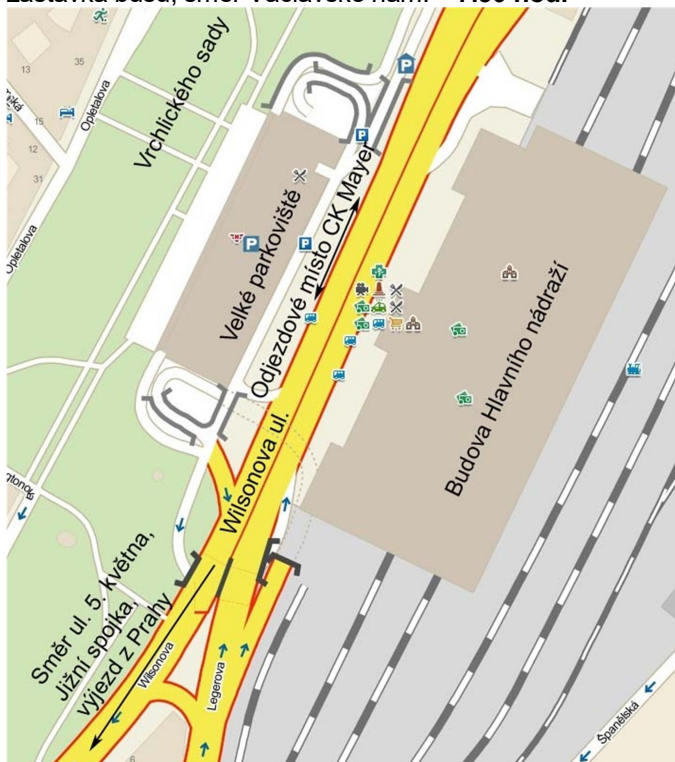 35
13
Opletalova
Vrchlického sady
15
12
31
Opletalova
Velké parkoviště
Odjezdové místo CK Mayer
Budova Hlavního nádraží
Wilsonova ul.
Směr ul. 5. května,
Jižní spojka,
výjezd z Prahy
Wilsonova
Legerova
Španělská
6
P
P
P
P